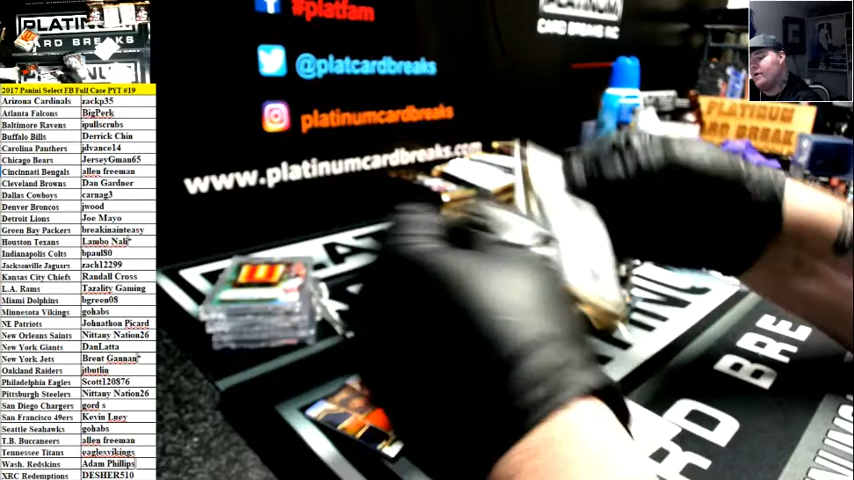 PLATINUM
CARD BREAKS
#platfam
@platcardbreaks
platinumcardbreaks
www.platinumcardbreaks.com
PLATINUM
CARD BREAKS KC
PLATINUM
CARD BREAK
2017 Panini Select FB Full Case PYT #19
Arizona Cardinals zackp35
Atlanta Falcons BigPerk
Baltimore Ravens ipullscrubs
Buffalo Bills Derrick Chin
Carolina Panthers jdvance14
Chicago Bears JerseyGman65
Cincinnati Bengals allen freeman
Cleveland Browns Dan Gardner
Dallas Cowboys carnag3
Denver Broncos jwood
Detroit Lions Joe Mayo
Green Bay Packers breakinainteasy
Houston Texans Lambo Nali*
Indianapolis Colts bpaul80
Jacksonville Jaguars zach12299
Kansas City Chiefs Randall Cross
L.A. Rams Tazality Gaming
Miami Dolphins bgreen08
Minnesota Vikings gohabs
NE Patriots Johnathon Picard
New Orleans Saints Nittany Nation26
New York Giants DanLatta
New York Jets Brent Gannan*
Oakland Raiders jtbutlin
Philadelphia Eagles Scott120876
Pittsburgh Steelers Nittany Nation26
San Diego Chargers gord s
San Francisco 49ers Kevin Luey
Seattle Seahawks gohabs
T.B. Buccaneers allen freeman
Tennessee Titans eaglesvikings
Wash. Redskins Adam Phillips
XRC Redemptions DESHER510